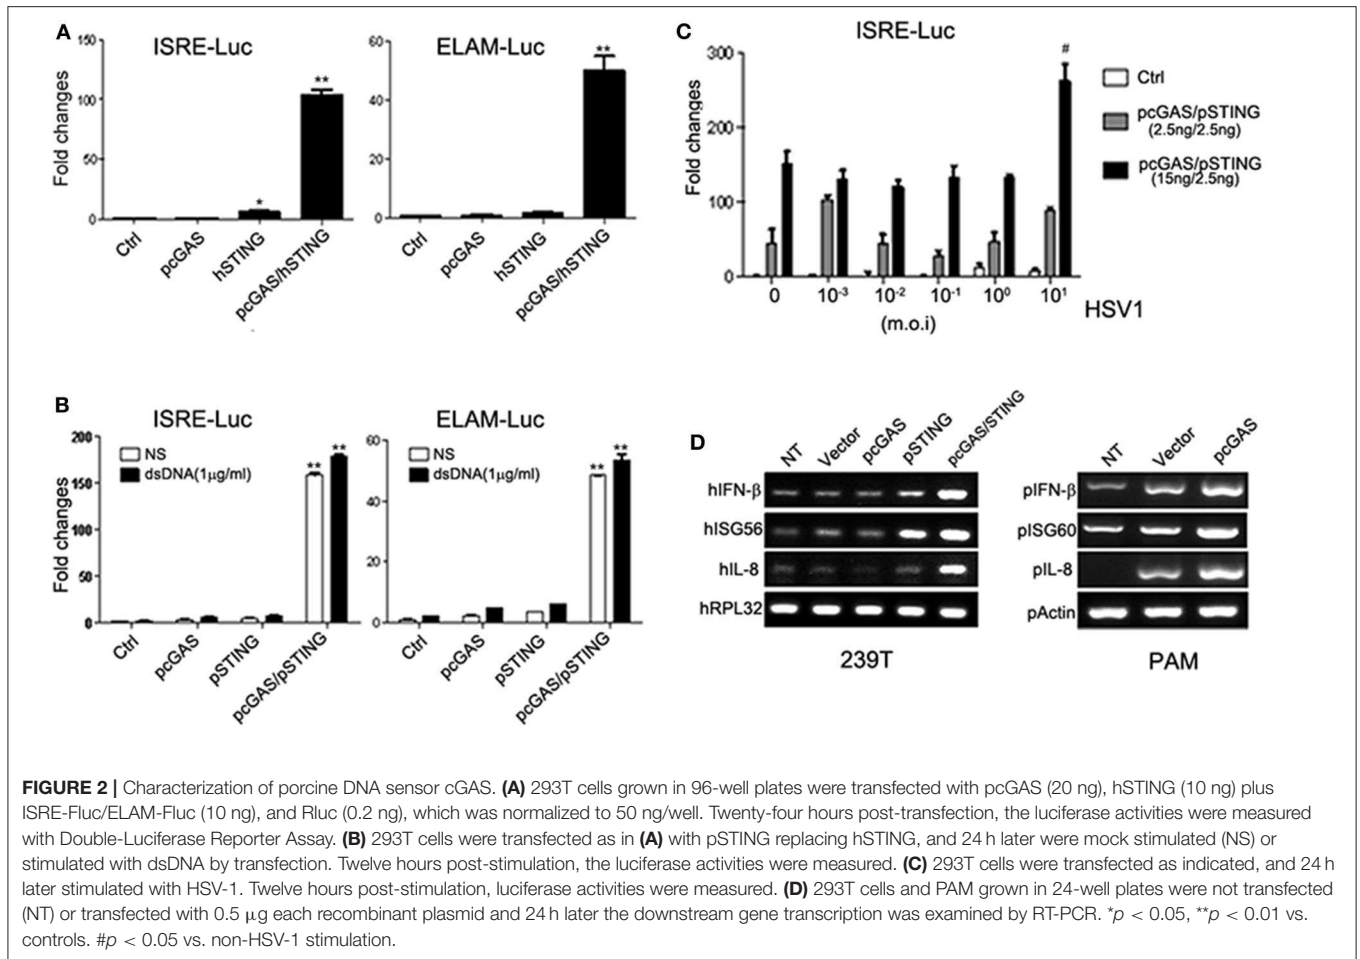 A
ISRE-Luc
Fold changes
150
100
50
0
**
*
Ctrl
pcGAS
hSTING
pcGAS/hSTING
ELAM-Luc
60
40
20
0
**
Ctrl
pcGAS
hSTING
pcGAS/hSTING
C
ISRE-Luc
Fold changes
300
200
100
0
#
0
10-3
10-2
10-1
10⁰
10¹
(m.o.i)
HSV1
Ctrl
pcGAS/pSTING
(2.5ng/2.5ng)
pcGAS/pSTING
(15ng/2.5ng)
B
ISRE-Luc
Fold changes
200
150
100
50
0
NS
dsDNA(1µg/ml)
**
**
Ctrl
pcGAS
pSTING
pcGAS/pSTING
ELAM-Luc
60
40
20
0
NS
dsDNA(1µg/ml)
**
**
Ctrl
pcGAS
pSTING
pcGAS/pSTING
D
NT
Vector
pcGAS
pSTING
pcGAS/STING
hIFN-β
hISG56
hIL-8
hRPL32
239T
NT
Vector
pcGAS
pIFN-β
pISG60
pIL-8
pActin
PAM
FIGURE 2 | Characterization of porcine DNA sensor cGAS. (A) 293T cells grown in 96-well plates were transfected with pcGAS (20 ng), hSTING (10 ng) plus
ISRE-Fluc/ELAM-Fluc (10 ng), and Rluc (0.2 ng), which was normalized to 50 ng/well. Twenty-four hours post-transfection, the luciferase activities were measured
with Double-Luciferase Reporter Assay. (B) 293T cells were transfected as in (A) with pSTING replacing hSTING, and 24 h later were mock stimulated (NS) or
stimulated with dsDNA by transfection. Twelve hours post-stimulation, the luciferase activities were measured. (C) 293T cells were transfected as indicated, and 24 h
later stimulated with HSV-1. Twelve hours post-stimulation, luciferase activities were measured. (D) 293T cells and PAM grown in 24-well plates were not transfected
(NT) or transfected with 0.5 μg each recombinant plasmid and 24 h later the downstream gene transcription was examined by RT-PCR. *p < 0.05, **p < 0.01 vs.
controls. #p < 0.05 vs. non-HSV-1 stimulation.